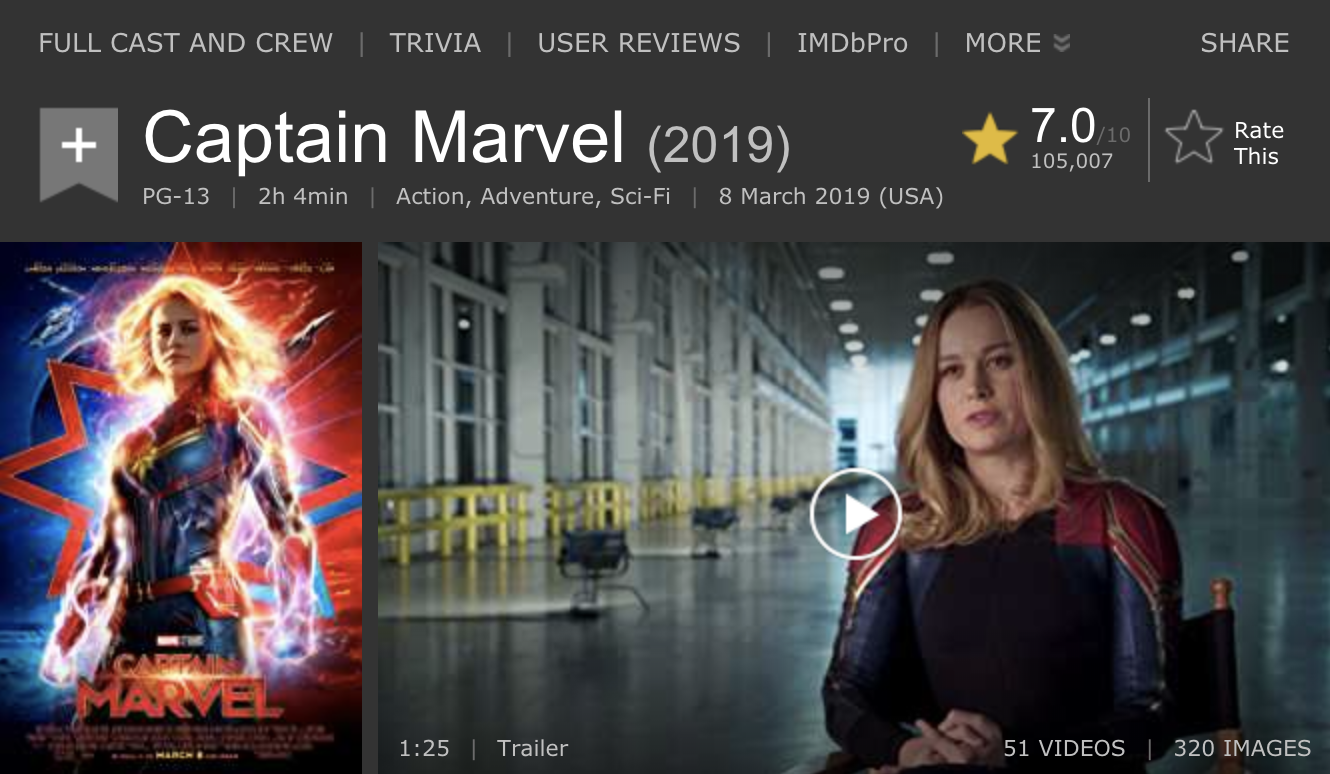 FULL CAST AND CREW | TRIVIA | USER REVIEWS | IMDbPro | MORE SHARE
Captain Marvel (2019)
7.0/10
105,007
Rate
This
PG-13 | 2h 4min | Action, Adventure, Sci-Fi | 8 March 2019 (USA)
CAPTAIN
MARVEL
MARCH 8
1:25 | Trailer
51 VIDEOS | 320 IMAGES